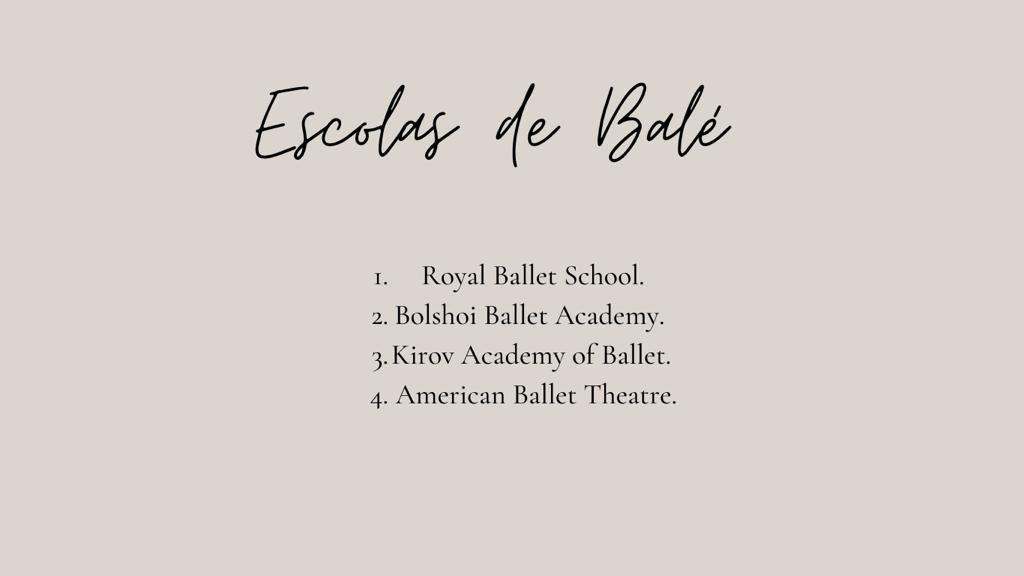 Escolas de Balé
1. Royal Ballet School.
2. Bolshoi Ballet Academy.
3. Kirov Academy of Ballet.
4. American Ballet Theatre.